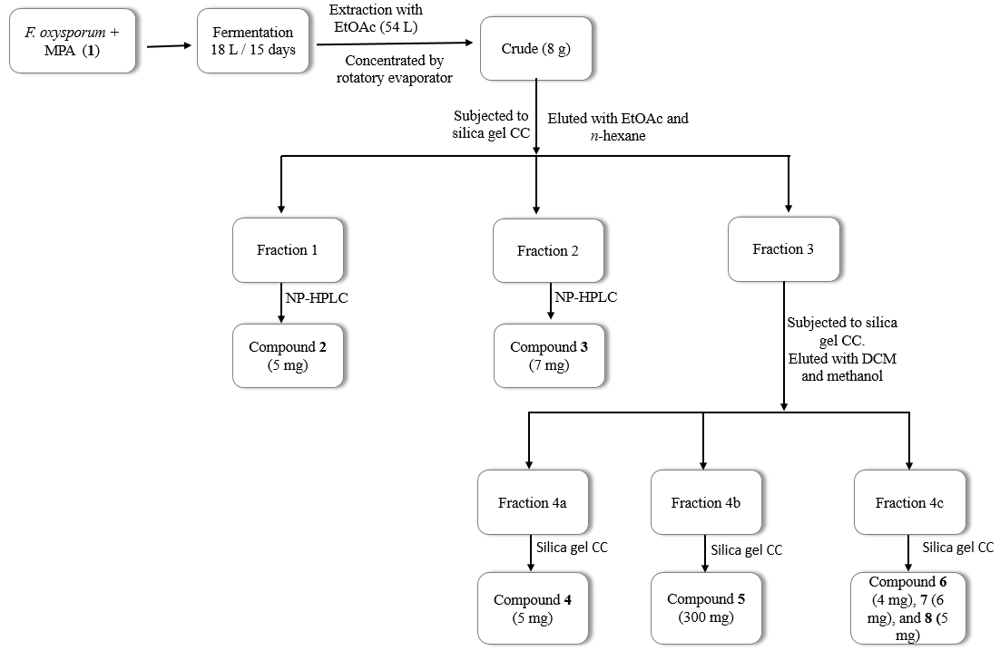 F. oxysporum +
MPA (1)
Fermentation
18 L / 15 days
Extraction with
EtOAc (54 L)
Concentrated by
rotatory evaporator
Crude (8 g)
Subjected to
silica gel CC
Eluted with EtOAc and
n-hexane
Fraction 1
Fraction 2
Fraction 3
NP-HPLC
NP-HPLC
Compound 2
(5 mg)
Compound 3
(7 mg)
Subjected to silica
gel CC.
Eluted with DCM
and methanol
Fraction 4a
Fraction 4b
Fraction 4c
Silica gel CC
Silica gel CC
Silica gel CC
Compound 4
(5 mg)
Compound 5
(300 mg)
Compound 6
(4 mg), 7 (6
mg), and 8 (5
mg)